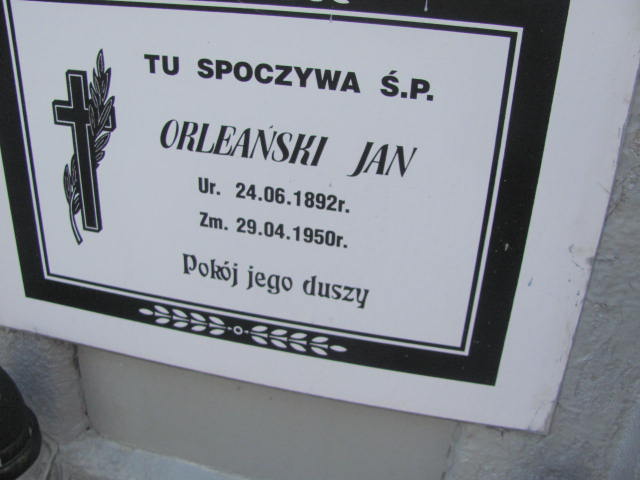 TU SPOCZYWA Ś.P.
ORLEAŃSKI JAN
Ur. 24.06.1892r.
Zm. 29.04.1950r.
Pokój jego duszy